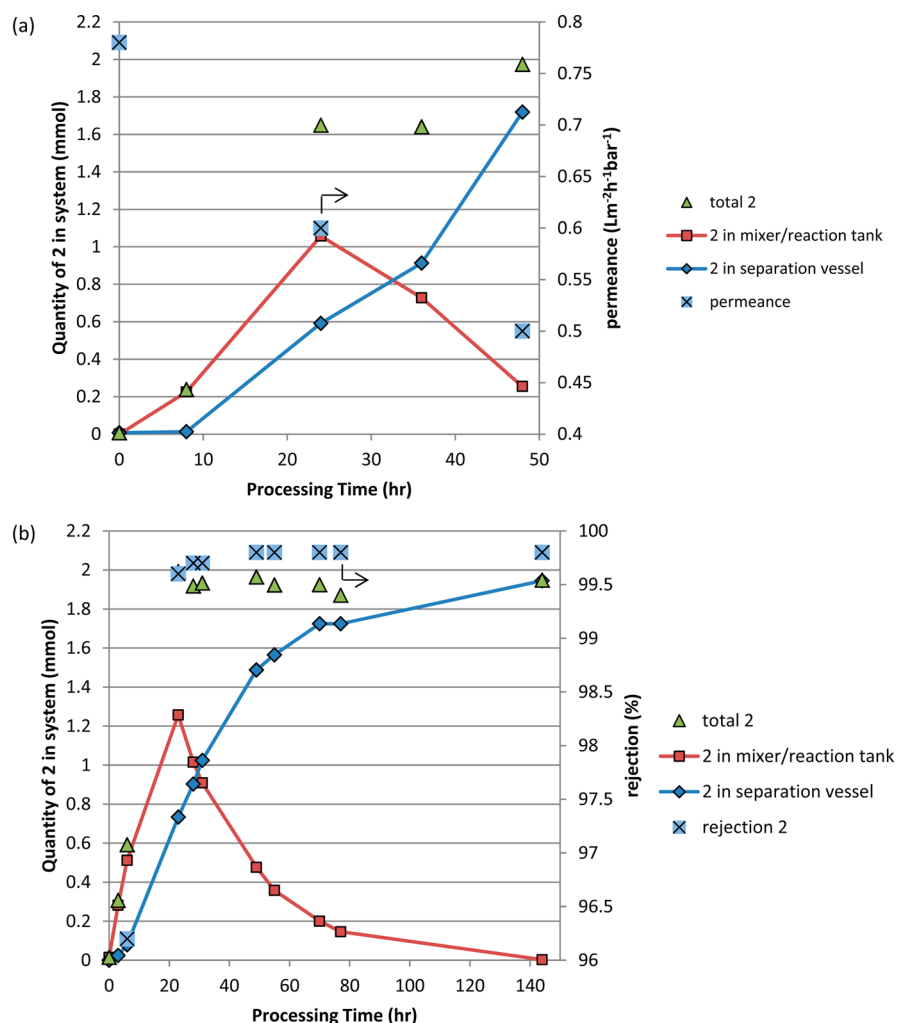 (a)
2.2
2
1.8
1.6
1.4
1.2
1
0.8
0.6
0.4
0.2
0
Quantity of 2 in system (mmol)
0.8
0.75
0.7
0.65
0.6
0.55
0.5
0.45
0.4
permeance (Lm⁻²h⁻¹bar⁻¹)
0 10 20 30 40 50
Processing Time (hr)
total 2
2 in mixer/reaction tank
2 in separation vessel
permeance
(b)
2.2
2
1.8
1.6
1.4
1.2
1
0.8
0.6
0.4
0.2
0
Quantity of 2 in system (mmol)
100
99.5
99
98.5
98
97.5
97
96.5
96
rejection (%)
0 20 40 60 80 100 120 140
Processing Time (hr)
total 2
2 in mixer/reaction tank
2 in separation vessel
rejection 2